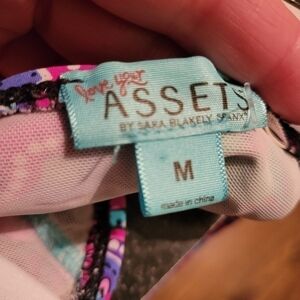 love your
ASSETS
BY SARA BLAKELY SPANX
M
made in china